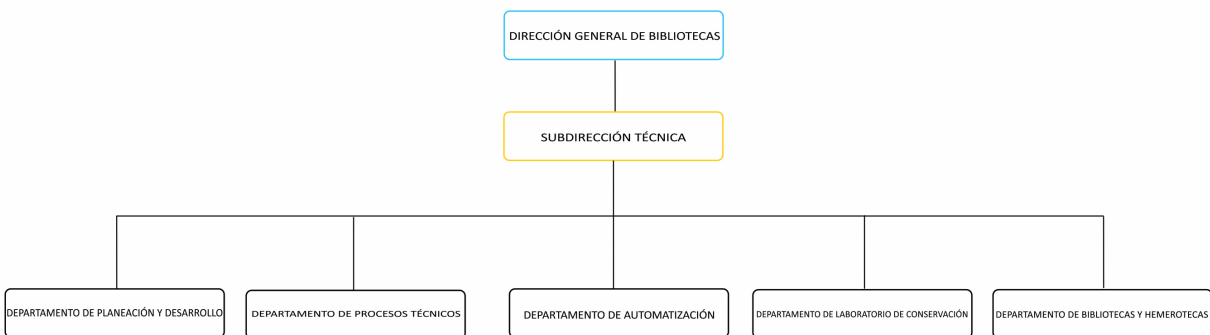 DIRECCIÓN GENERAL DE BIBLIOTECAS
SUBDIRECCIÓN TÉCNICA
DEPARTAMENTO DE PLANEACIÓN Y DESARROLLO
DEPARTAMENTO DE PROCESOS TÉCNICOS
DEPARTAMENTO DE AUTOMATIZACIÓN
DEPARTAMENTO DE LABORATORIO DE CONSERVACIÓN
DEPARTAMENTO DE BIBLIOTECAS Y HEMEROTECAS